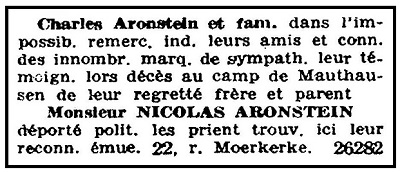 Charles Aronstein et fam. dans l'im-
possib. remerc. ind. leurs amis et conn.
des innombr. marq. de sympath. leur té-
moign. lors décès au camp de Mauthau-
sen de leur regretté frère et parent
Monsieur NICOLAS ARONSTEIN
déporté polit. les prient trouv. ici leur
reconn. émue. 22, r. Moerkerke. 26282